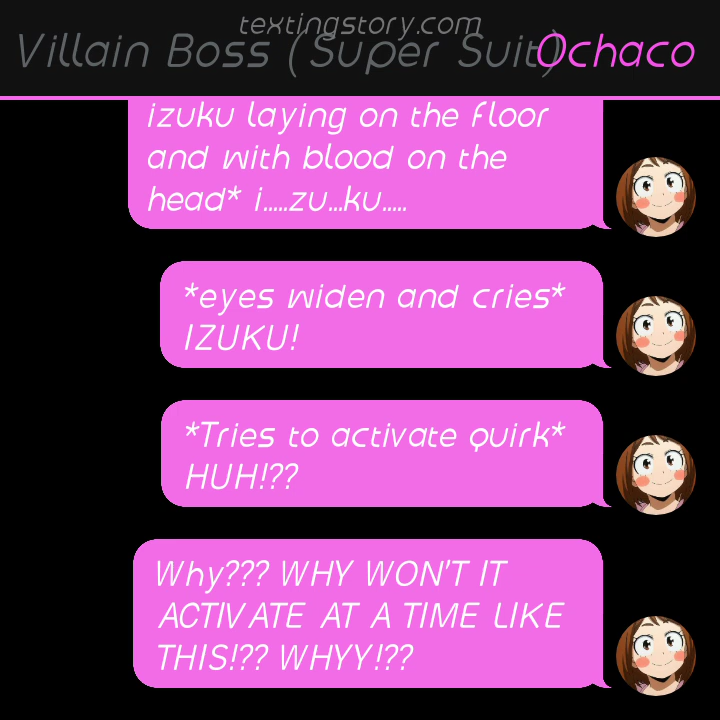 textingstory.com
Villain Boss (Super Suit) Ochaco
izuku laying on the floor
and with blood on the
head* i.....zu...ku.....
*eyes widen and cries*
IZUKU!
*Tries to activate quirk*
HUH!??
Why??? WHY WON'T IT
ACTIVATE AT A TIME LIKE
THIS!?? WHYY!??